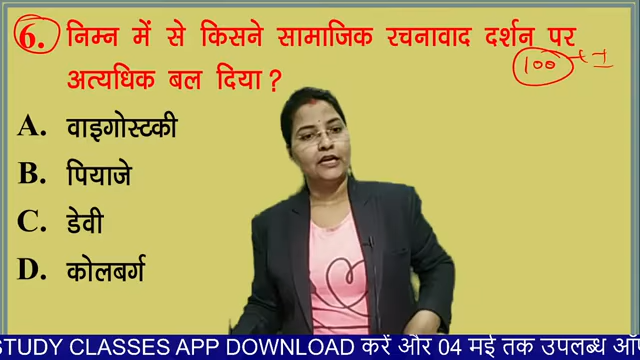 6. निम्न में से किसने सामाजिक रचनावाद दर्शन पर
अत्यधिक बल दिया ?
100
A. वाइगोस्टकी
B. पियाजे
C. डेवी
D. कोलबर्ग
STUDY CLASSES APP DOWNLOAD करें और 04 मई तक उपलब्ध